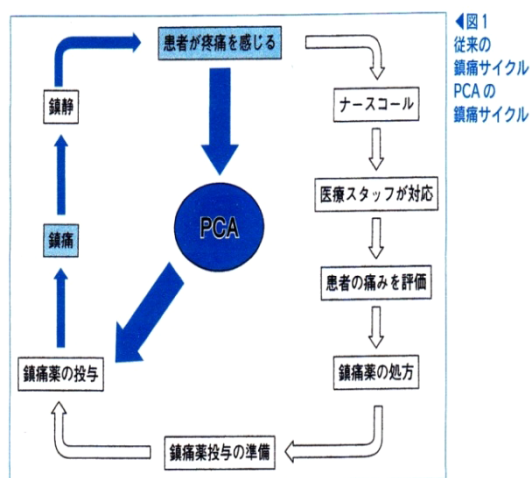 ◀図1
従来の
鎮痛サイクル
PCAの
鎮痛サイクル
患者が疼痛を感じる
ナースコール
医療スタッフが対応
患者の痛みを評価
鎮痛薬の処方
鎮痛薬投与の準備
鎮痛薬の投与
鎮痛
鎮静
PCA